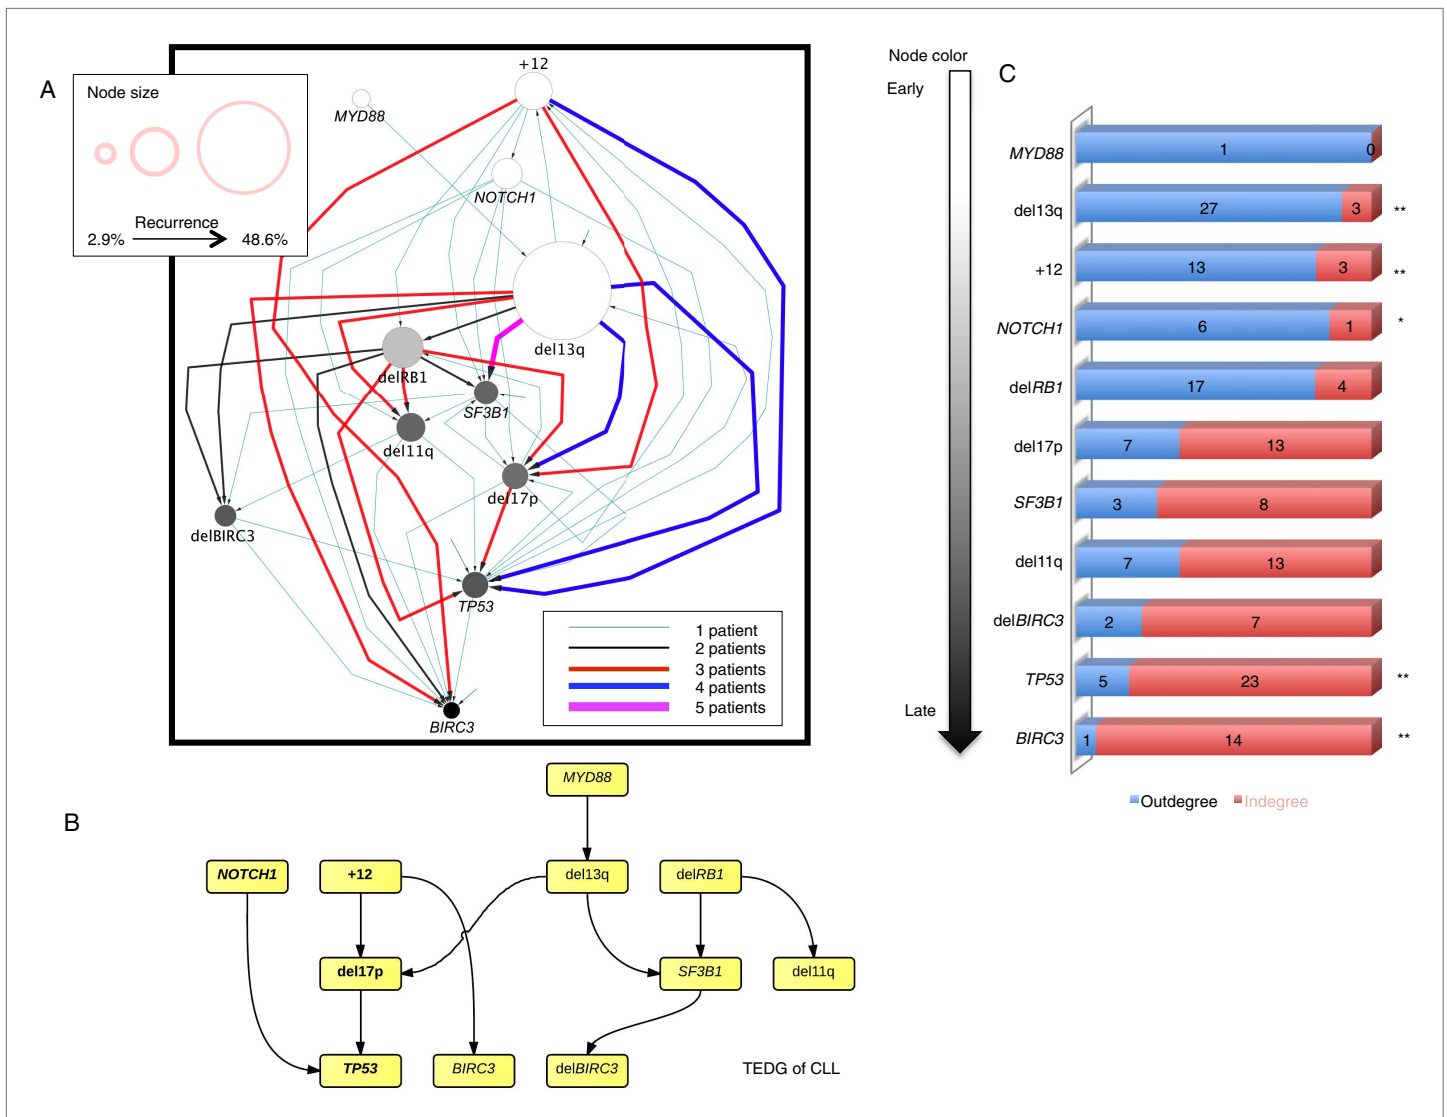 A
Node size
Recurrence
2.9%
48.6%
+12
MYD88
NOTCH1
del13q
delRB1
SF3B1
del11q
del17p
delBIRC3
TP53
BIRC3
1 patient
2 patients
3 patients
4 patients
5 patients
Node color
Early
Late
C
MYD88 1 0
del13q 27 3 **
+12 13 3 **
NOTCH1 6 1 *
delRB1 17 4
del17p 7 13
SF3B1 3 8
del11q 7 13
delBIRC3 2 7
TP53 5 23 **
BIRC3 1 14 **
Outdegree Indegree
B
MYD88
NOTCH1 +12 del13q delRB1
del17p SF3B1 del11q
TP53 BIRC3 delBIRC3
TEDG of CLL